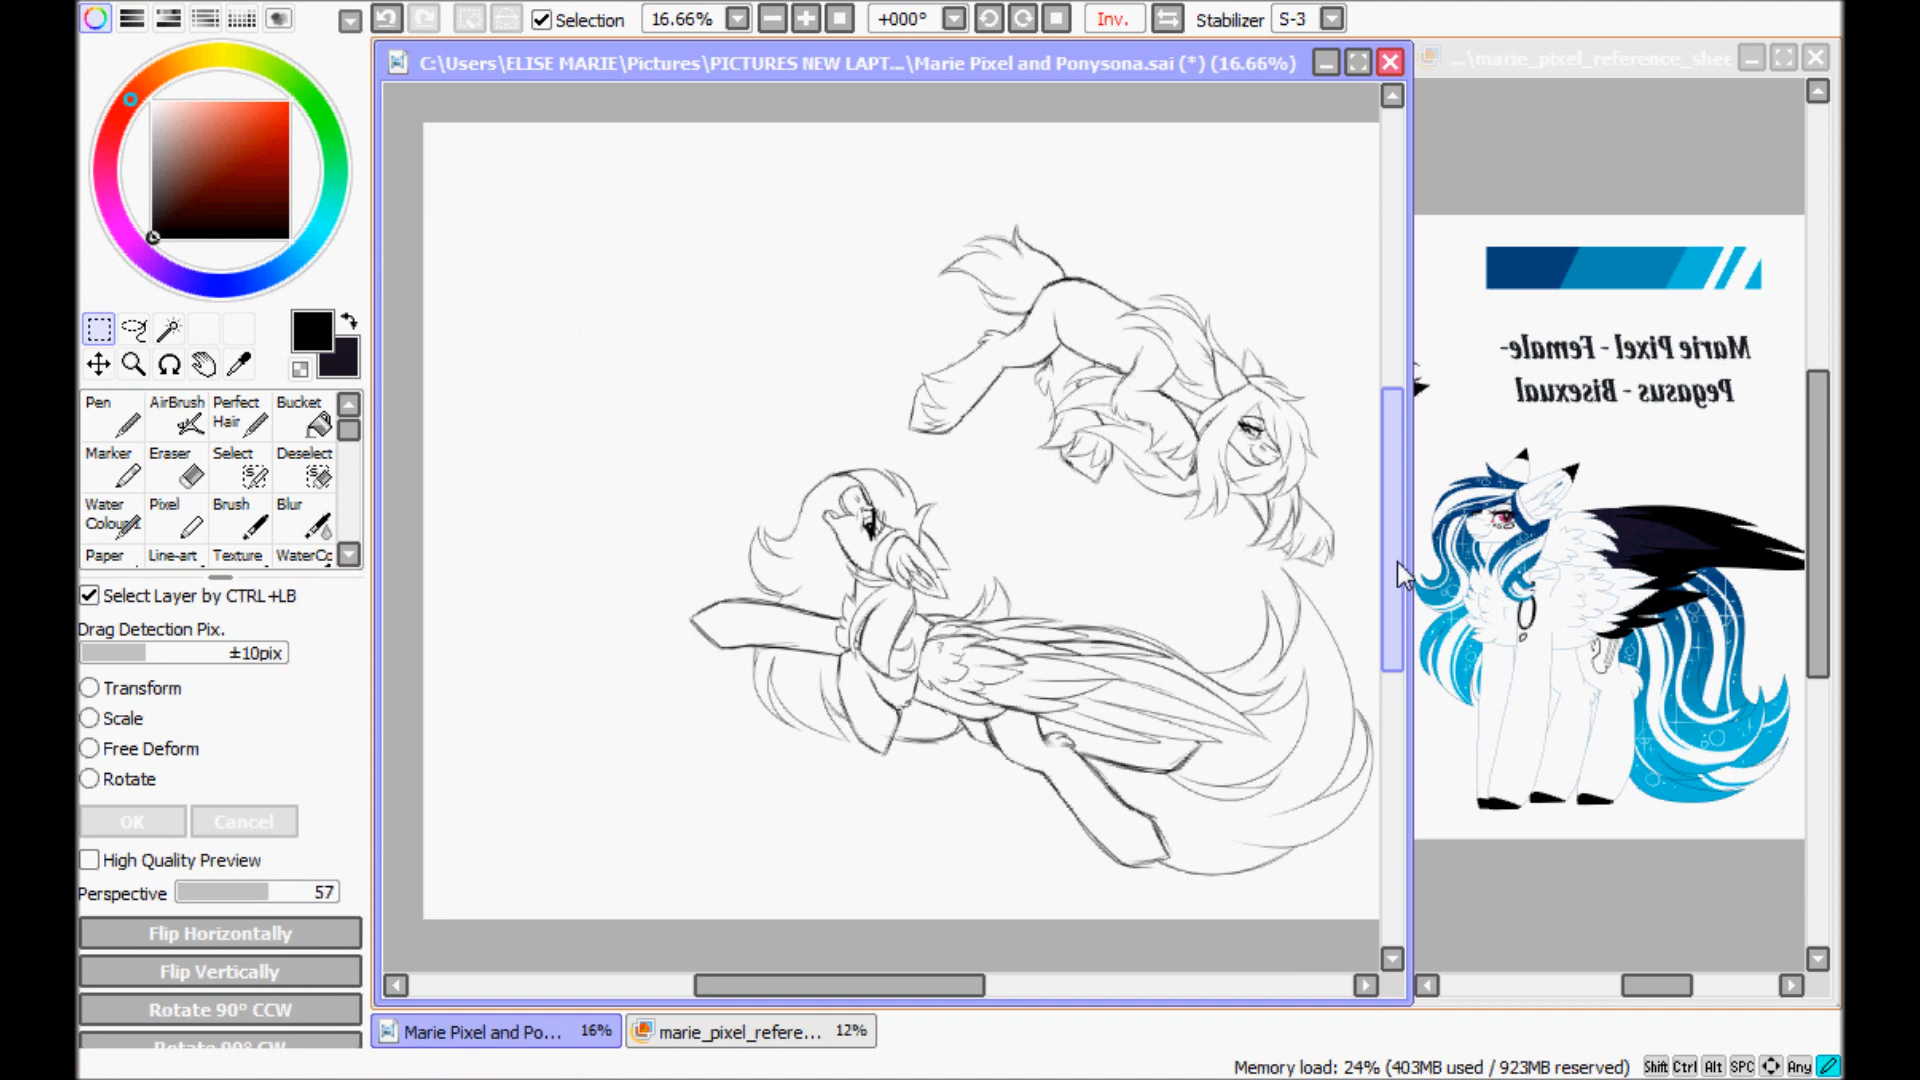 Selection
16.66%
+000°
Inv.
Stabilizer
S-3
C:\Users\ELISE MARIE\Pictures\PICTURES NEW LAPT...\Marie Pixel and Ponysona.sai (*) (16.66%)
...\marie_pixel_reference_shee
Marie Pixel - Female-
Pegasus - Bisexual
Pen
AirBrush
Perfect Hair
Bucket
Marker
Eraser
Select
Deselect
Water
Pixel
Brush
Blur
Paper
Line-art
Texture
Select Layer by CTRL+LB
Drag Detection Pix.
±10pix
Transform
Scale
Free Deform
Rotate
OK
Cancel
High Quality Preview
Perspective
57
Flip Horizontally
Flip Vertically
Rotate 90° CCW
Rotate 90° CW
Marie Pixel and Po...
16%
marie_pixel_refere...
12%
Memory load: 24% (403MB used / 923MB reserved)
Shift Ctrl Alt SPC Any